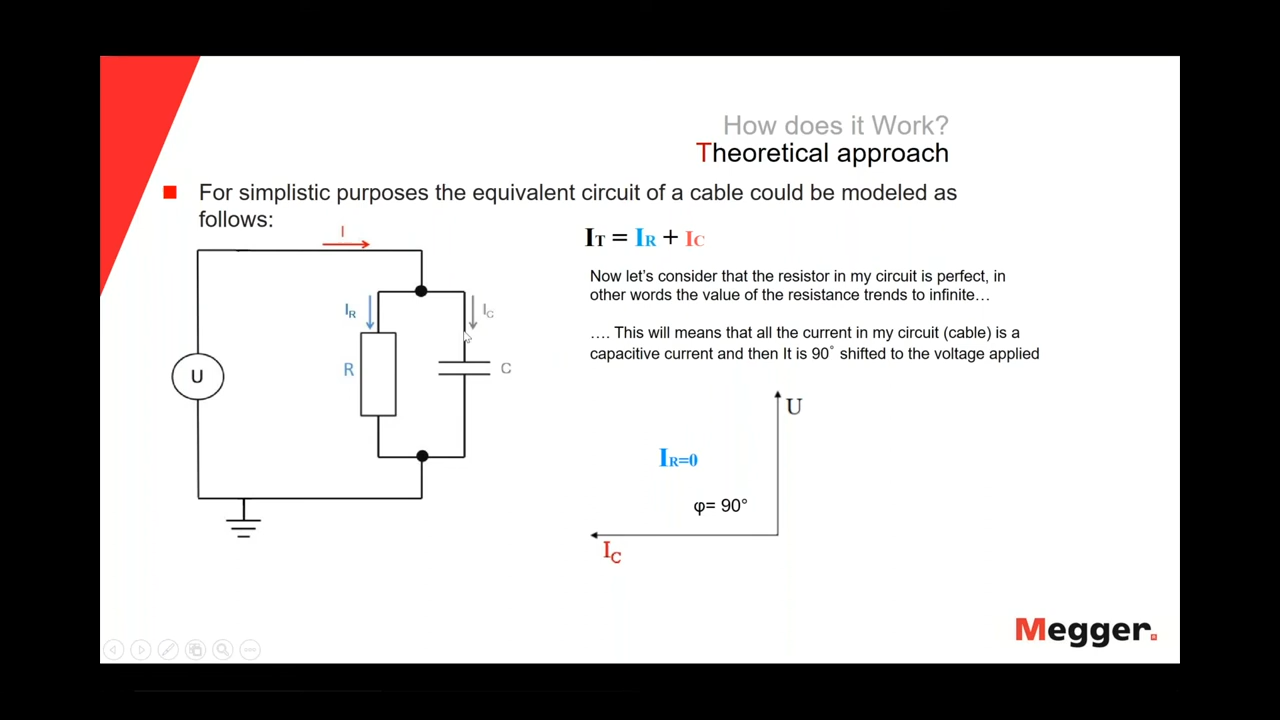 How does it Work?
Theoretical approach
For simplistic purposes the equivalent circuit of a cable could be modeled as
follows:
I
IT = IR + IC
Now let's consider that the resistor in my circuit is perfect, in
other words the value of the resistance trends to infinite…
IR
IC
…. This will means that all the current in my circuit (cable) is a
capacitive current and then It is 90˚ shifted to the voltage applied
U
R
C
U
IR=0
φ= 90°
IC
Megger.